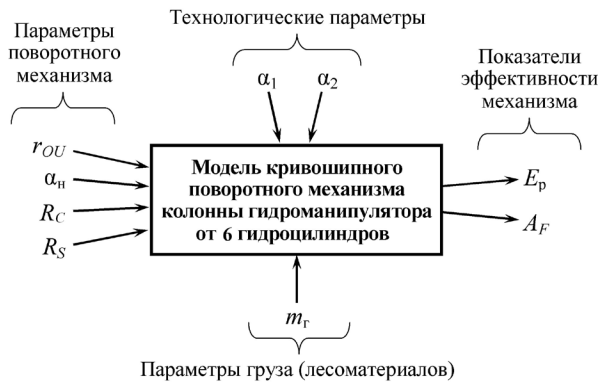 Технологические параметры
Параметры
поворотного
механизма
Показатели
эффективности
механизма
α1 α2
rOU
αн
RC
RS
Модель кривошипного
поворотного механизма
колонны гидроманипулятора
от 6 гидроцилиндров
Eр
AF
mг
Параметры груза (лесоматериалов)